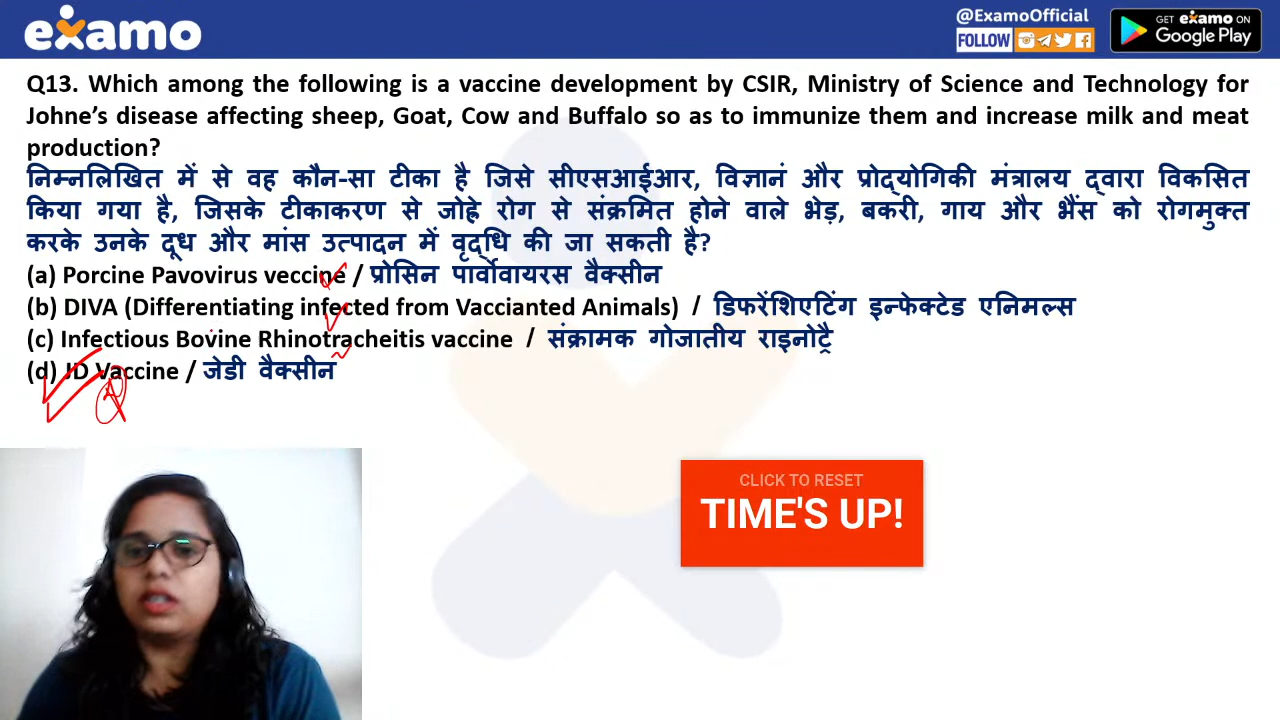 examo
@ExamoOfficial
FOLLOW
GET examo ON
Google Play
Q13. Which among the following is a vaccine development by CSIR, Ministry of Science and Technology for
Johne’s disease affecting sheep, Goat, Cow and Buffalo so as to immunize them and increase milk and meat
production?
निम्नलिखित में से वह कौन-सा टीका है जिसे सीएसआईआर, विज्ञानं और प्रोद्योगिकी मंत्रालय द्वारा विकसित
किया गया है, जिसके टीकाकरण से जोह्ने रोग से संक्रमित होने वाले भेड़, बकरी, गाय और भैंस को रोगमुक्त
करके उनके दूध और मांस उत्पादन में वृद्धि की जा सकती है?
(a) Porcine Pavovirus veccine / प्रोसिन पार्वोवायरस वैक्सीन
(b) DIVA (Differentiating infected from Vaccianted Animals) / डिफरेंशिएटिंग इन्फेक्टेड एनिमल्स
(c) Infectious Bovine Rhinotracheitis vaccine / संक्रामक गोजातीय राइनोट्रै
(d) JD Vaccine / जेडी वैक्सीन
CLICK TO RESET
TIME'S UP!